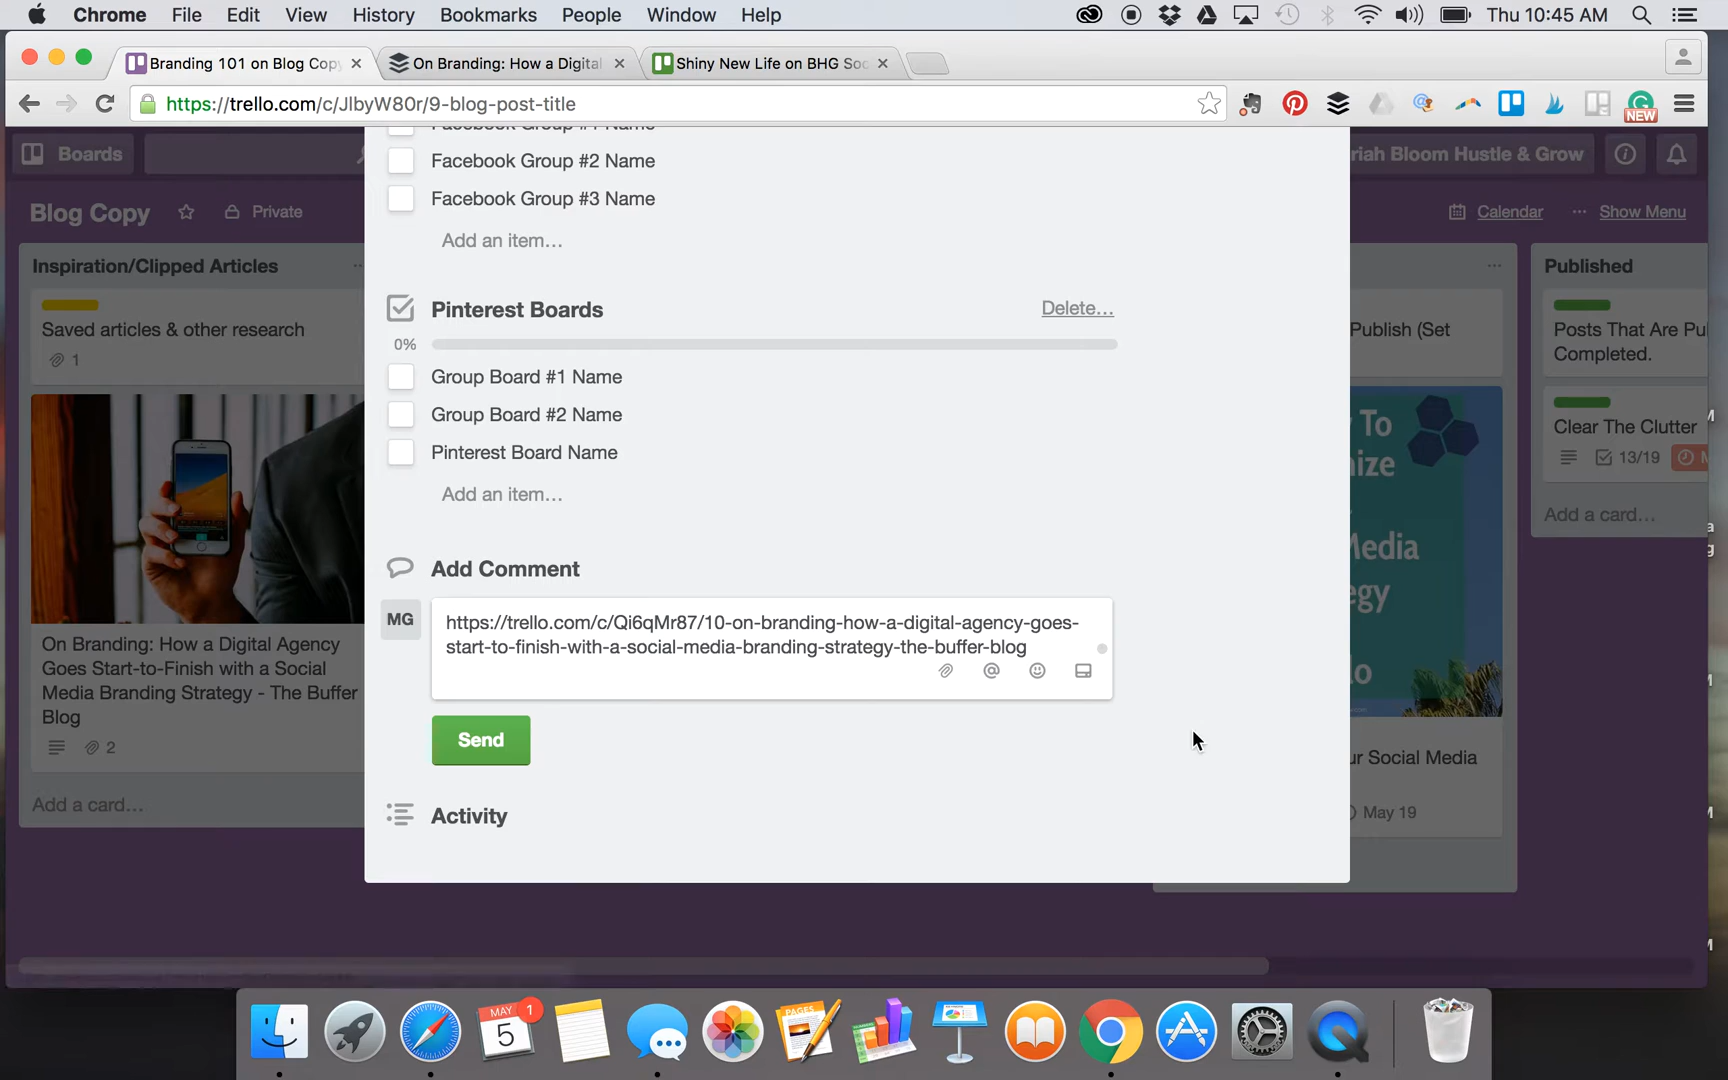 Chrome File Edit View History Bookmarks People Window Help
Thu 10:45 AM
Branding 101 on Blog Copy
On Branding: How a Digital
Shiny New Life on BHG Soc
https://trello.com/c/JlbyW80r/9-blog-post-title
NEW
Boards
riah Bloom Hustle & Grow
Blog Copy
Private
Calendar
Show Menu
Inspiration/Clipped Articles
Saved articles & other research
1
On Branding: How a Digital Agency
Goes Start-to-Finish with a Social
Media Branding Strategy - The Buffer
Blog
2
Add a card…
Facebook Group #2 Name
Facebook Group #3 Name
Add an item…
Pinterest Boards
Delete…
0%
Group Board #1 Name
Group Board #2 Name
Pinterest Board Name
Add an item…
Add Comment
MG
https://trello.com/c/Qi6qMr87/10-on-branding-how-a-digital-agency-goes-
start-to-finish-with-a-social-media-branding-strategy-the-buffer-blog
Send
Activity
Publish (Set
To
ize
Media
egy
lo
ur Social Media
May 19
Published
Posts That Are Pu
Completed.
Clear The Clutter
13/19
Add a card…
MAY
5
1
PAGES